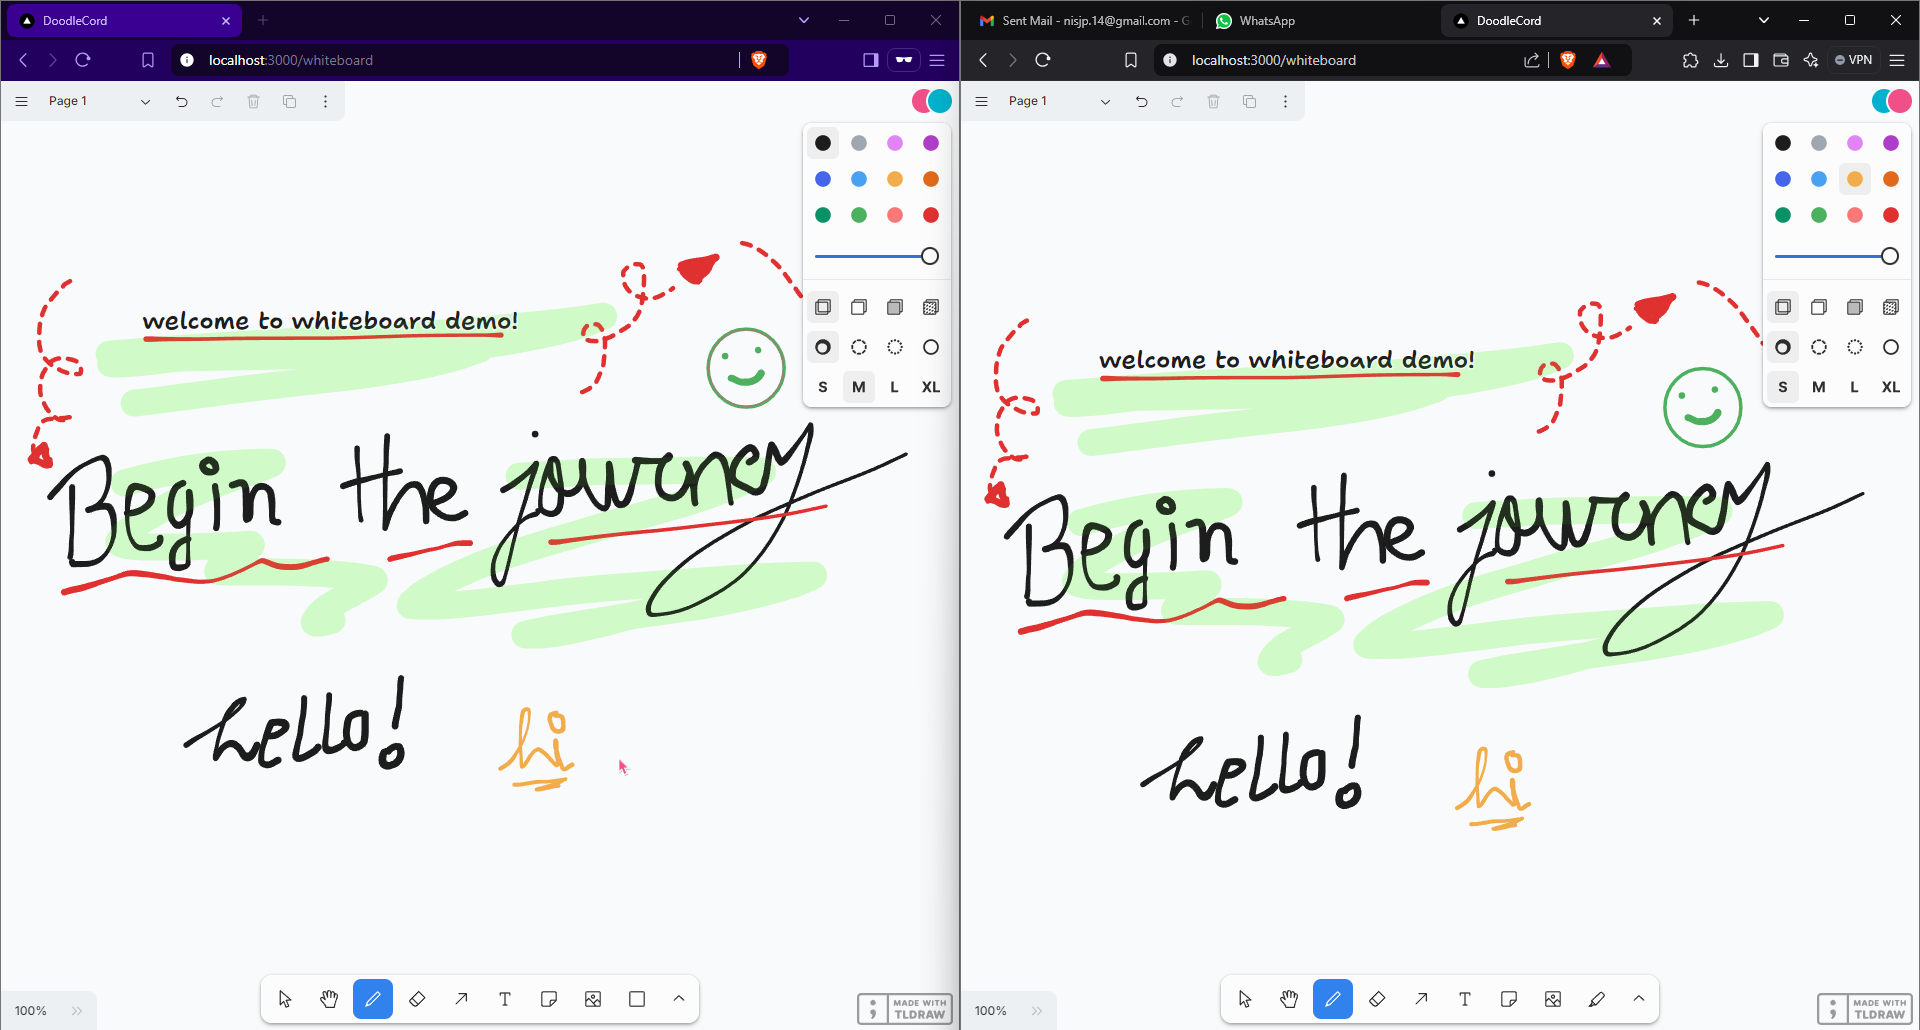 DoodleCord
localhost:3000/whiteboard
Page 1
welcome to whiteboard demo!
Begin the journey
hello!
hi
S M L XL
100%
MADE WITH
TLDRAW
Sent Mail - nisjp.14@gmail.com - G
WhatsApp
DoodleCord
localhost:3000/whiteboard
VPN
Page 1
welcome to whiteboard demo!
Begin the journey
hello!
hi
S M L XL
100%
MADE WITH
TLDRAW